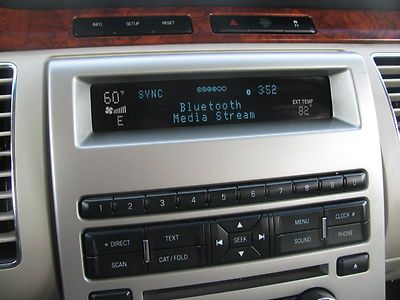 INFO SETUP RESET
60°F SYNC 3:52
Bluetooth
Media Stream
E
EXT TEMP
82°F
1 2 3 4 5 6 7 8 9 0
DIRECT TEXT SEEK MENU CLOCK #
SCAN CAT/FOLD SOUND PHONE